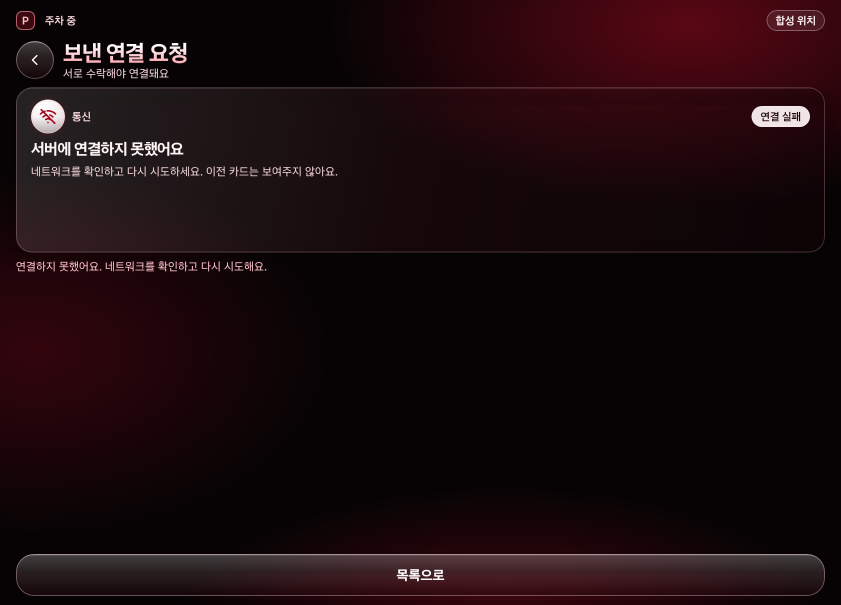 P 주차 중 합성 위치
보낸 연결 요청
서로 수락해야 연결돼요
통신 연결 실패
서버에 연결하지 못했어요
네트워크를 확인하고 다시 시도하세요. 이전 카드는 보여주지 않아요.
연결하지 못했어요. 네트워크를 확인하고 다시 시도해요.
목록으로